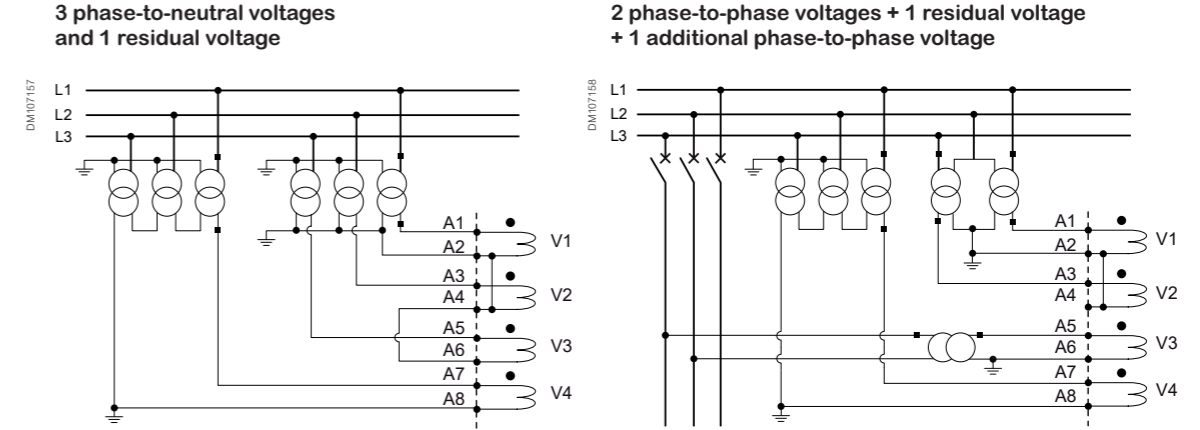 3 phase-to-neutral voltages
and 1 residual voltage
DM107157
L1
L2
L3
A1
A2
V1
A3
A4
V2
A5
A6
V3
A7
A8
V4
2 phase-to-phase voltages + 1 residual voltage
+ 1 additional phase-to-phase voltage
DM107158
L1
L2
L3
A1
A2
V1
A3
A4
V2
A5
A6
V3
A7
A8
V4